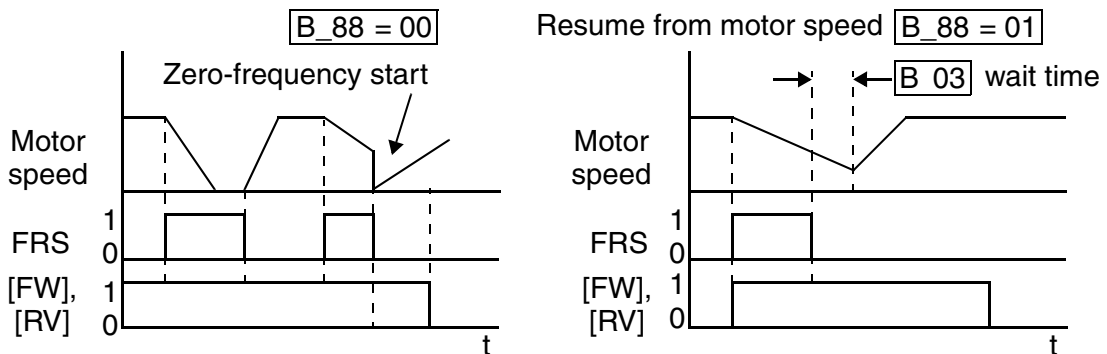 B_88 = 00
Zero-frequency start
Motor
speed
FRS
1
0
[FW],
[RV]
1
0
t
Resume from motor speed B_88 = 01
B 03 wait time
Motor
speed
FRS
1
0
[FW],
[RV]
1
0
t